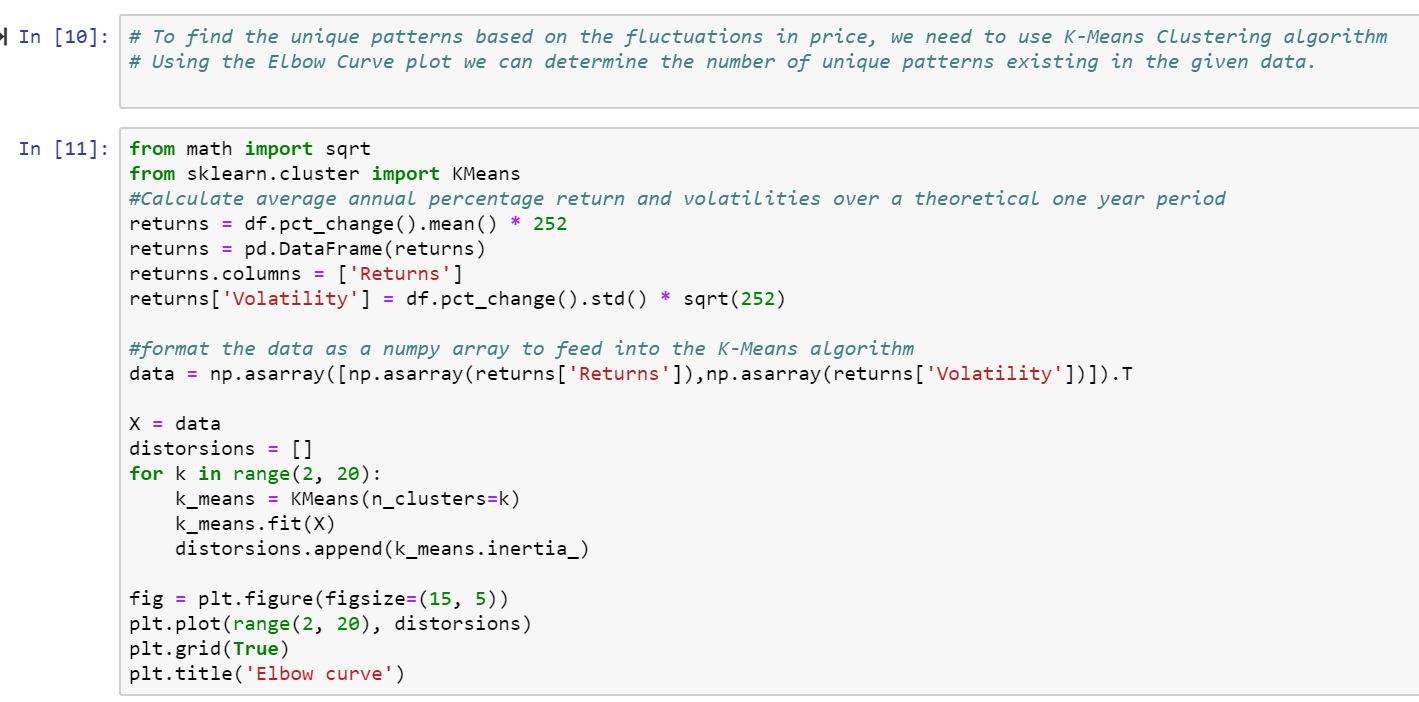 In [10]: # To find the unique patterns based on the fluctuations in price, we need to use K-Means Clustering algorithm
# Using the Elbow Curve plot we can determine the number of unique patterns existing in the given data.
In [11]: from math import sqrt
from sklearn.cluster import KMeans
#Calculate average annual percentage return and volatilities over a theoretical one year period
returns = df.pct_change().mean() * 252
returns = pd.DataFrame(returns)
returns.columns = ['Returns']
returns['Volatility'] = df.pct_change().std() * sqrt(252)
#format the data as a numpy array to feed into the K-Means algorithm
data = np.asarray([np.asarray(returns['Returns']),np.asarray(returns['Volatility'])]).T
X = data
distorsions = []
for k in range(2, 20):
    k_means = KMeans(n_clusters=k)
    k_means.fit(X)
    distorsions.append(k_means.inertia_)
fig = plt.figure(figsize=(15, 5))
plt.plot(range(2, 20), distorsions)
plt.grid(True)
plt.title('Elbow curve')